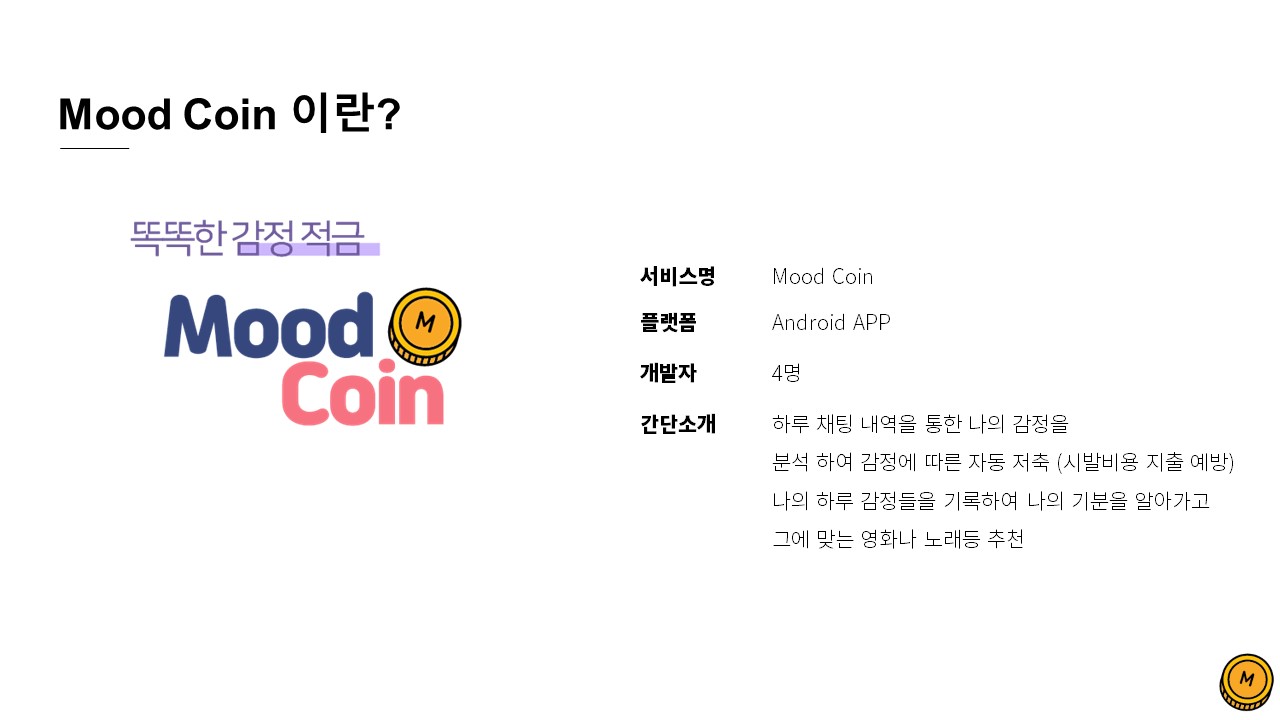 Mood Coin 이란?
똑똑한 감정 적금
Mood
M
Coin
서비스명 Mood Coin
플랫폼 Android APP
개발자 4명
간단소개 하루 채팅 내역을 통한 나의 감정을
분석 하여 감정에 따른 자동 저축 (시발비용 지출 예방)
나의 하루 감정들을 기록하여 나의 기분을 알아가고
그에 맞는 영화나 노래등 추천
M